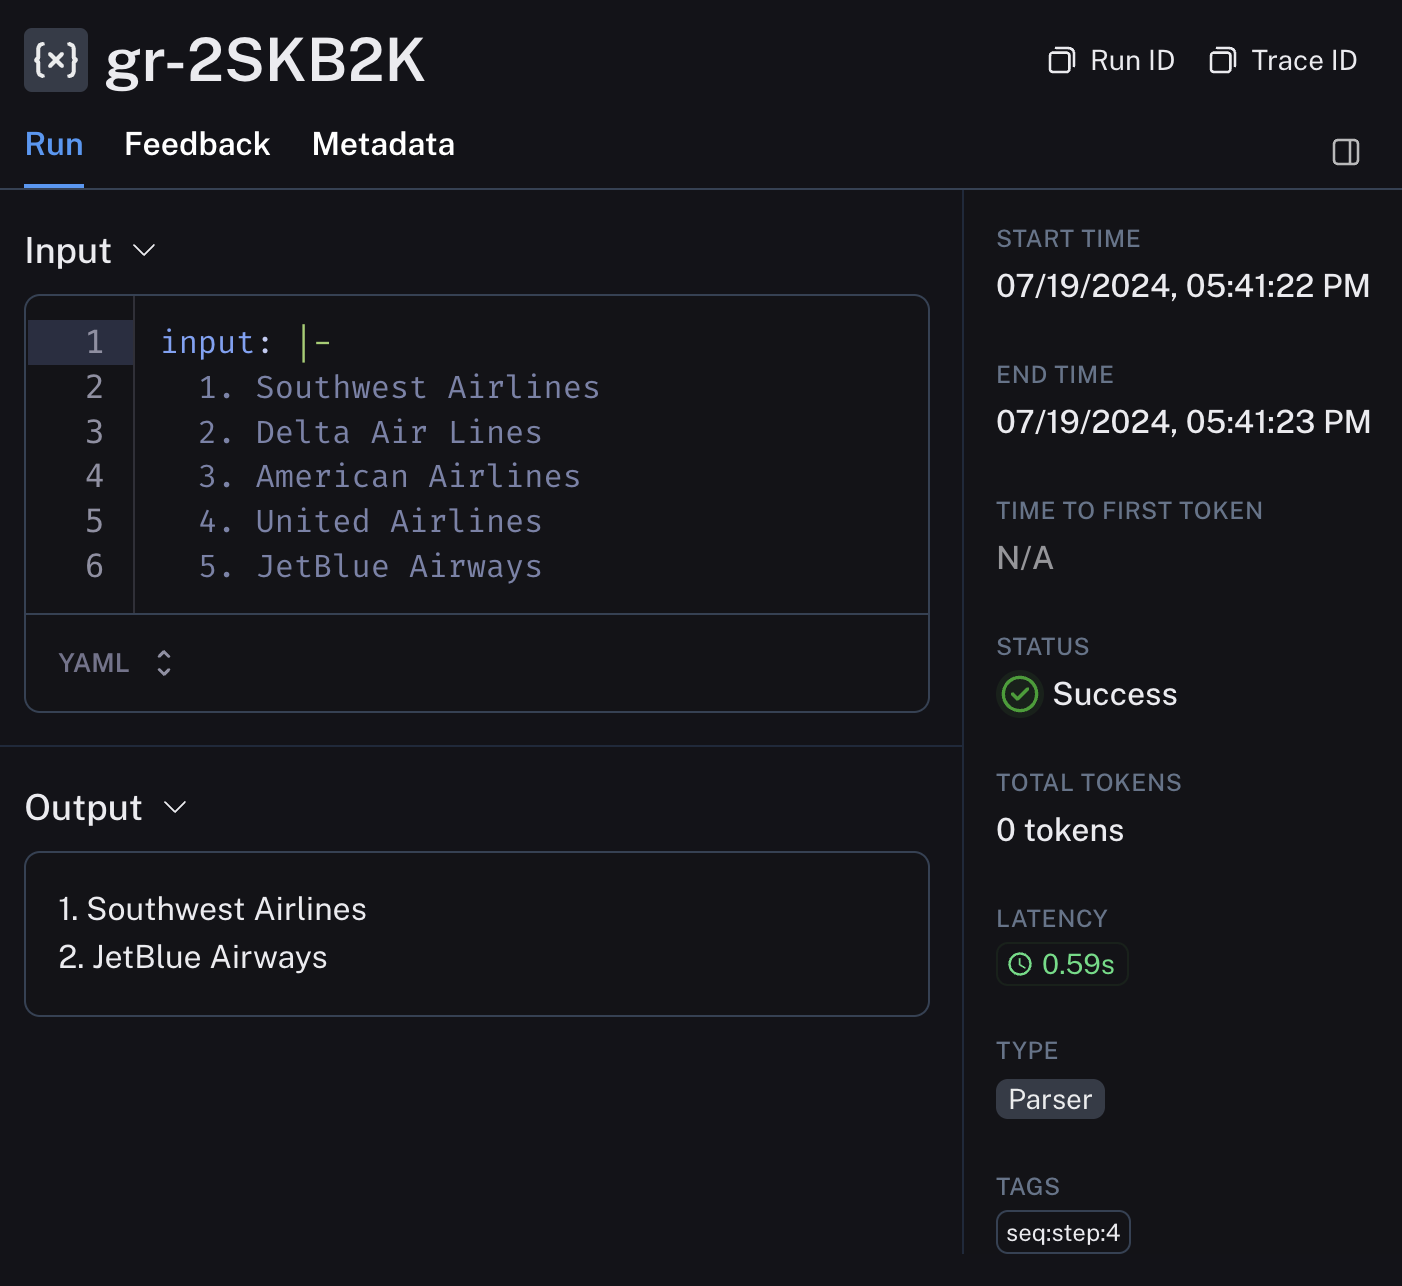 {x} gr-2SKB2K
Run ID
Trace ID
Run
Feedback
Metadata
Input
1 input: |-
2 1. Southwest Airlines
3 2. Delta Air Lines
4 3. American Airlines
5 4. United Airlines
6 5. JetBlue Airways
YAML
Output
1. Southwest Airlines
2. JetBlue Airways
START TIME
07/19/2024, 05:41:22 PM
END TIME
07/19/2024, 05:41:23 PM
TIME TO FIRST TOKEN
N/A
STATUS
Success
TOTAL TOKENS
0 tokens
LATENCY
0.59s
TYPE
Parser
TAGS
seq:step:4